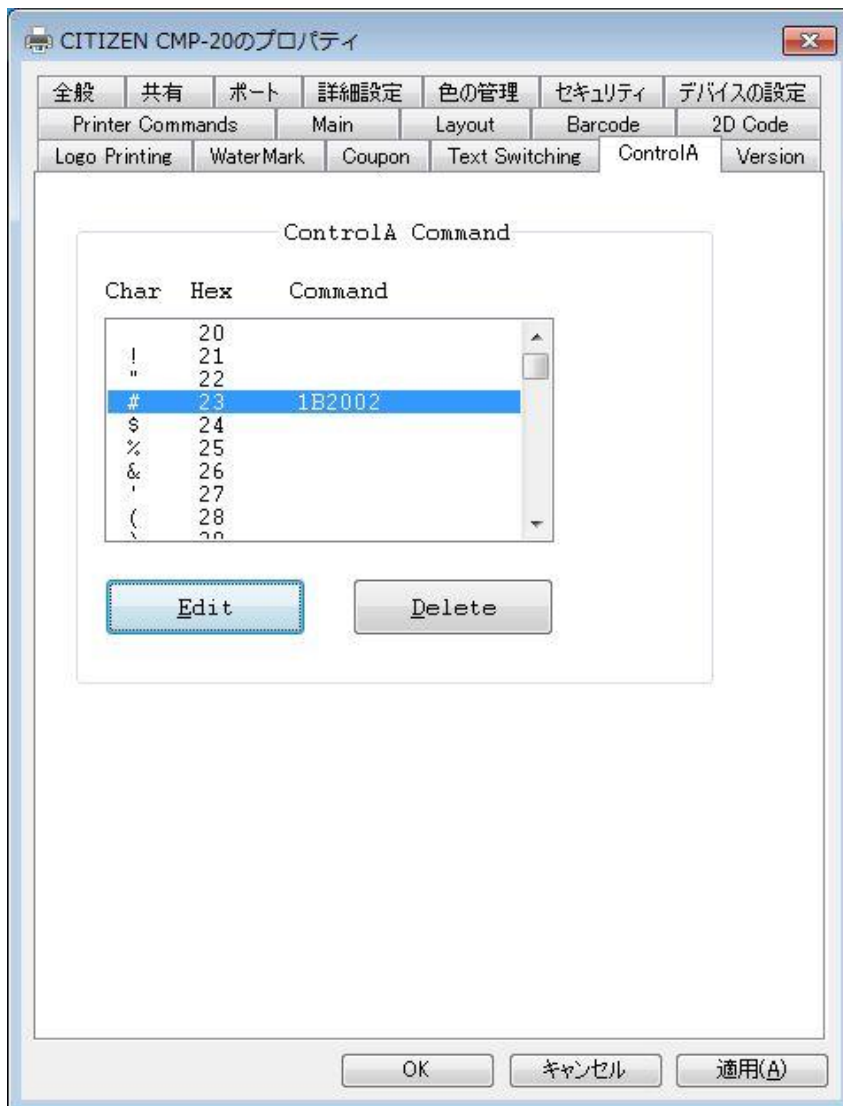 CITIZEN CMP-20のプロパティ
全般 共有 ポート 詳細設定 色の管理 セキュリティ デバイスの設定
Printer Commands Main Layout Barcode 2D Code
Logo Printing WaterMark Coupon Text Switching ControlA Version
ControlA Command
Char Hex Command
20
! 21
" 22
# 23 1B2002
$ 24
% 25
& 26
' 27
( 28
Edit Delete
OK キャンセル 適用(A)